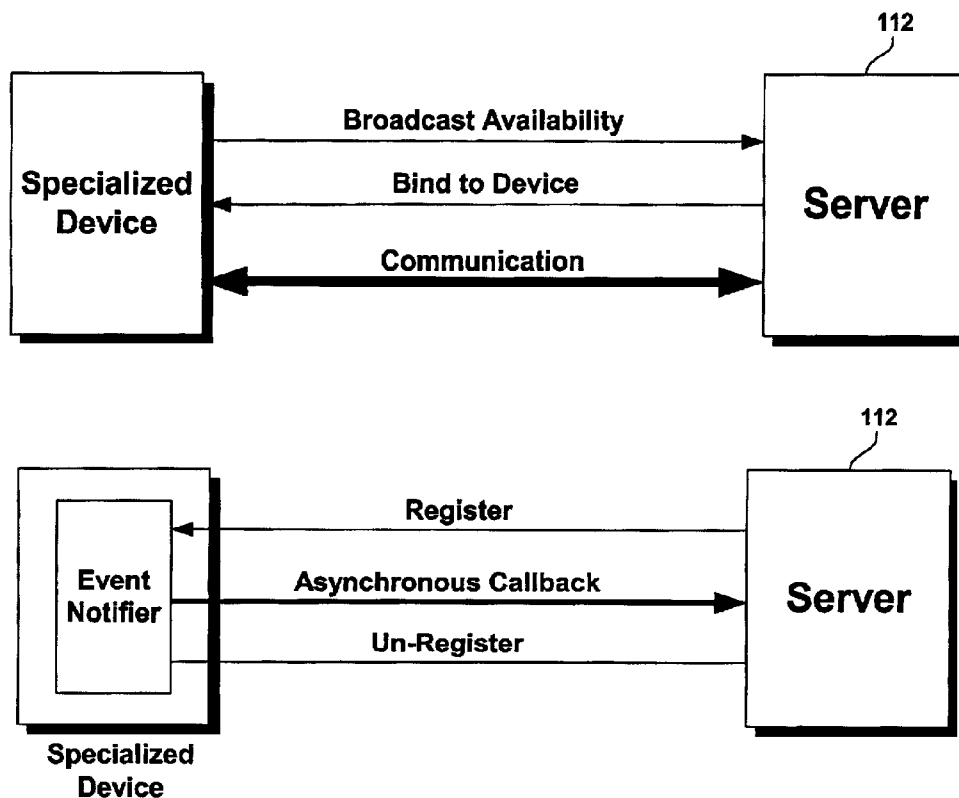 112
Broadcast Availability
Specialized
Device
Bind to Device
Server
Communication
112
Register
Event
Notifier
Asynchronous Callback
Server
Un-Register
Specialized
Device